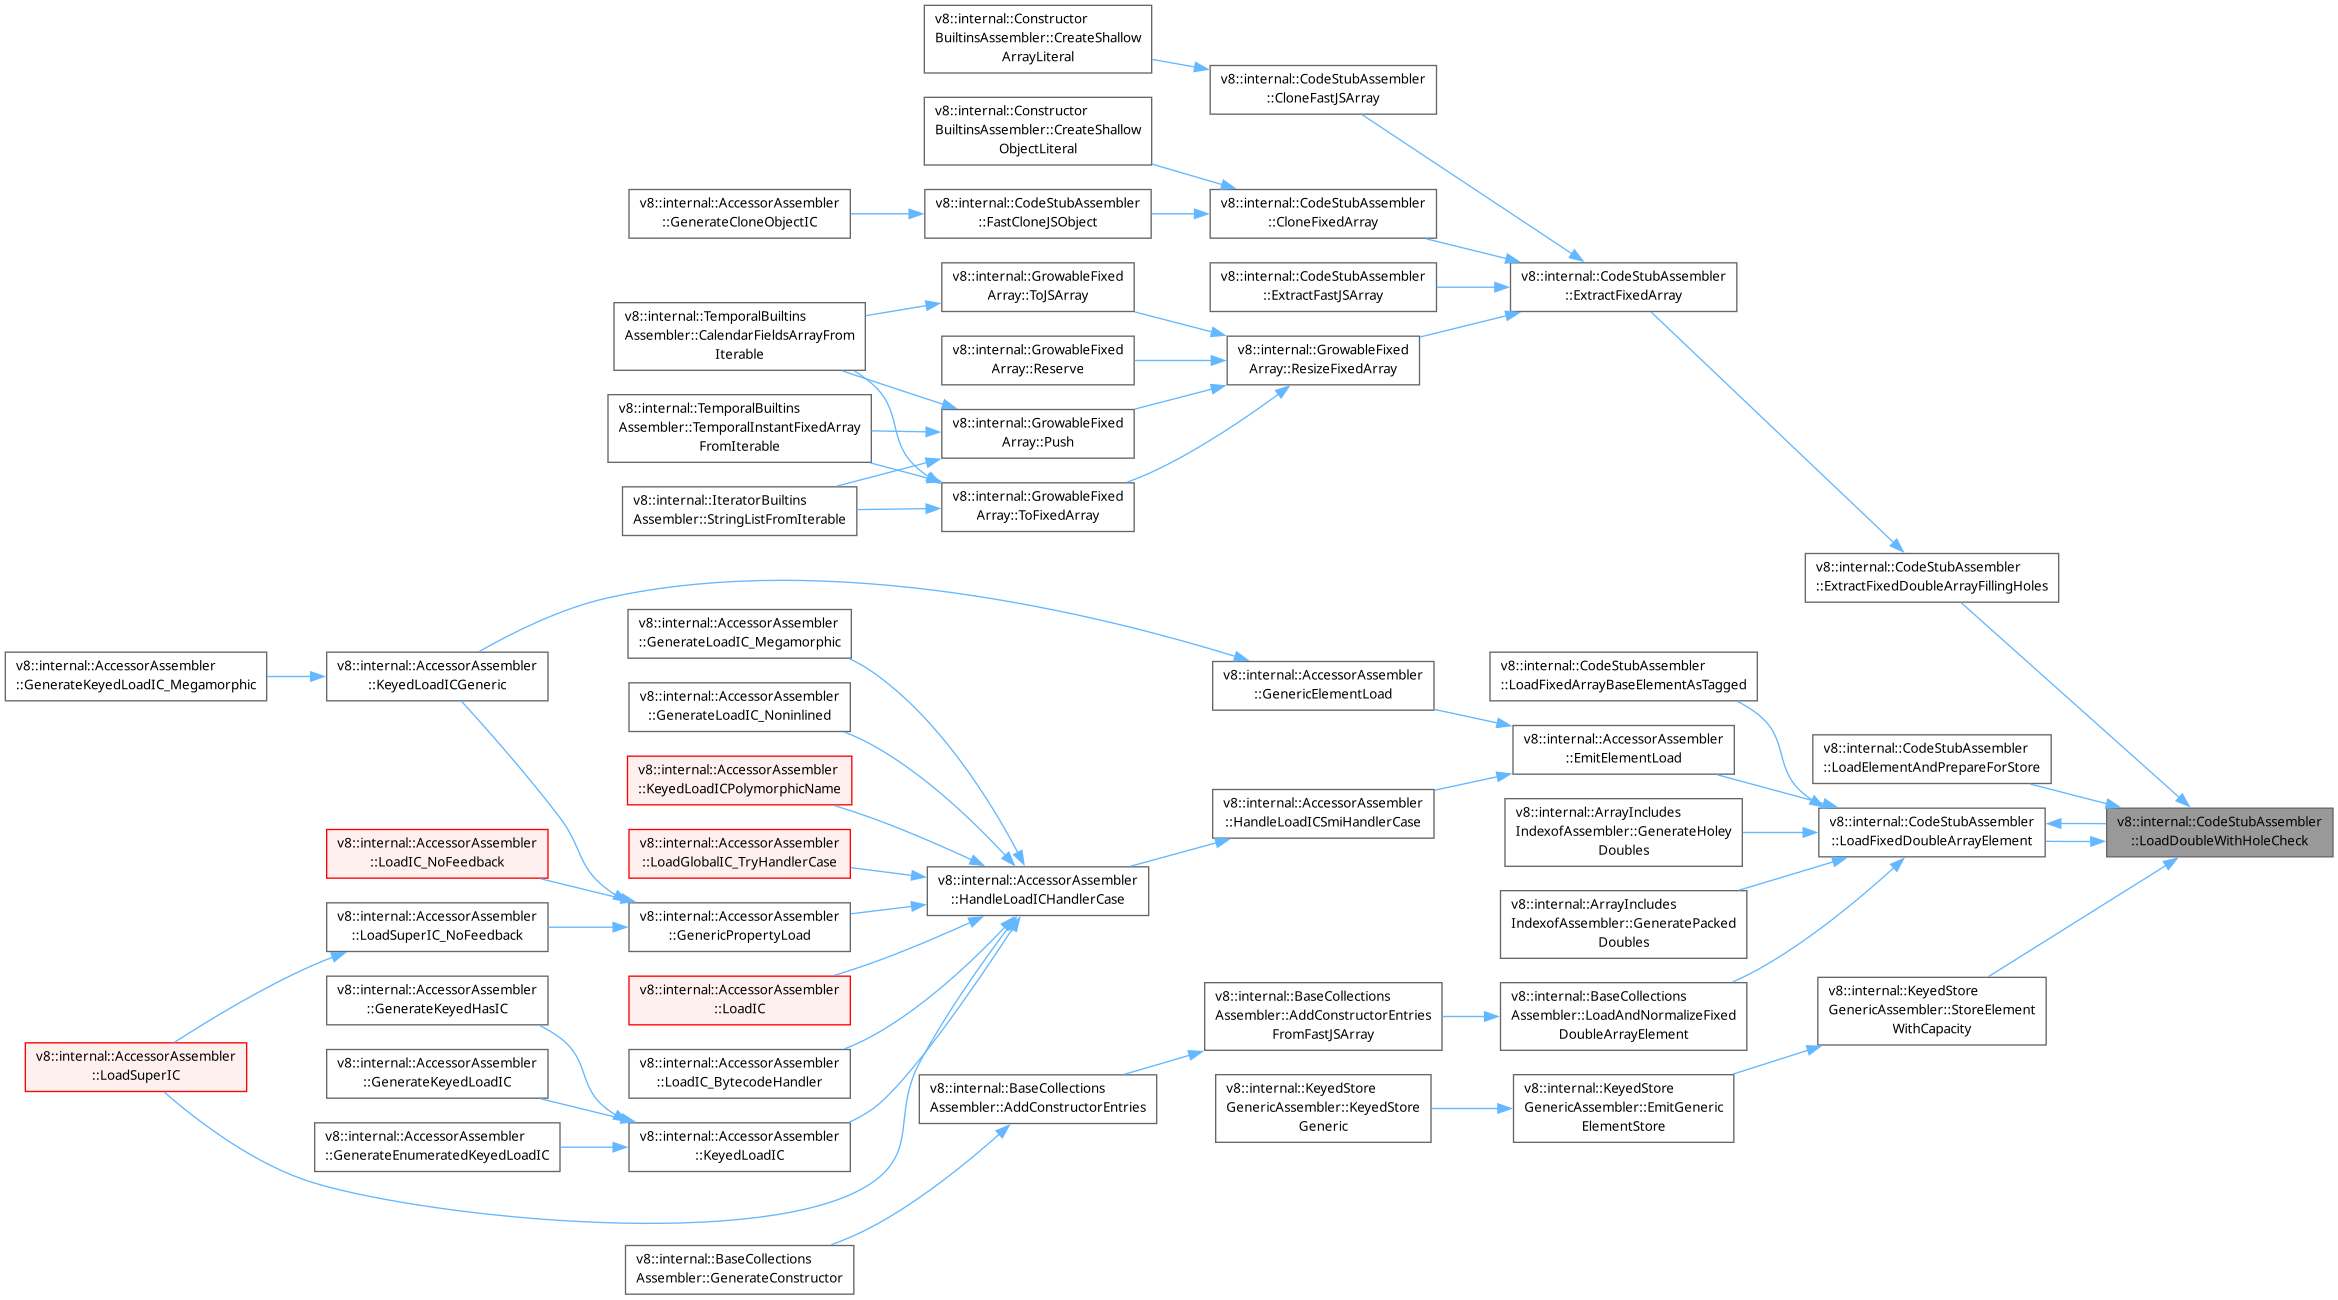 v8::internal::Constructor
BuiltinsAssembler::CreateShallow
ArrayLiteral
v8::internal::CodeStubAssembler
::CloneFastJSArray
v8::internal::Constructor
BuiltinsAssembler::CreateShallow
ObjectLiteral
v8::internal::AccessorAssembler
::GenerateCloneObjectIC
v8::internal::CodeStubAssembler
::FastCloneJSObject
v8::internal::CodeStubAssembler
::CloneFixedArray
v8::internal::GrowableFixed
Array::ToJSArray
v8::internal::CodeStubAssembler
::ExtractFastJSArray
v8::internal::CodeStubAssembler
::ExtractFixedArray
v8::internal::TemporalBuiltins
Assembler::CalendarFieldsArrayFrom
Iterable
v8::internal::GrowableFixed
Array::Reserve
v8::internal::GrowableFixed
Array::ResizeFixedArray
v8::internal::TemporalBuiltins
Assembler::TemporalInstantFixedArray
FromIterable
v8::internal::GrowableFixed
Array::Push
v8::internal::IteratorBuiltins
Assembler::StringListFromIterable
v8::internal::GrowableFixed
Array::ToFixedArray
v8::internal::CodeStubAssembler
::ExtractFixedDoubleArrayFillingHoles
v8::internal::AccessorAssembler
::GenerateLoadIC_Megamorphic
v8::internal::AccessorAssembler
::GenerateKeyedLoadIC_Megamorphic
v8::internal::AccessorAssembler
::KeyedLoadICGeneric
v8::internal::AccessorAssembler
::GenericElementLoad
v8::internal::CodeStubAssembler
::LoadFixedArrayBaseElementAsTagged
v8::internal::AccessorAssembler
::GenerateLoadIC_Noninlined
v8::internal::AccessorAssembler
::EmitElementLoad
v8::internal::CodeStubAssembler
::LoadElementAndPrepareForStore
v8::internal::AccessorAssembler
::KeyedLoadICPolymorphicName
v8::internal::AccessorAssembler
::HandleLoadICSmiHandlerCase
v8::internal::ArrayIncludes
IndexofAssembler::GenerateHoley
Doubles
v8::internal::CodeStubAssembler
::LoadFixedDoubleArrayElement
v8::internal::CodeStubAssembler
::LoadDoubleWithHoleCheck
v8::internal::AccessorAssembler
::LoadIC_NoFeedback
v8::internal::AccessorAssembler
::LoadGlobalIC_TryHandlerCase
v8::internal::AccessorAssembler
::HandleLoadICHandlerCase
v8::internal::ArrayIncludes
IndexofAssembler::GeneratePacked
Doubles
v8::internal::AccessorAssembler
::LoadSuperIC_NoFeedback
v8::internal::AccessorAssembler
::GenericPropertyLoad
v8::internal::AccessorAssembler
::GenerateKeyedHasIC
v8::internal::AccessorAssembler
::LoadIC
v8::internal::BaseCollections
Assembler::AddConstructorEntries
FromFastJSArray
v8::internal::BaseCollections
Assembler::LoadAndNormalizeFixed
DoubleArrayElement
v8::internal::KeyedStore
GenericAssembler::StoreElement
WithCapacity
v8::internal::AccessorAssembler
::LoadSuperIC
v8::internal::AccessorAssembler
::GenerateKeyedLoadIC
v8::internal::AccessorAssembler
::LoadIC_BytecodeHandler
v8::internal::BaseCollections
Assembler::AddConstructorEntries
v8::internal::KeyedStore
GenericAssembler::KeyedStore
Generic
v8::internal::KeyedStore
GenericAssembler::EmitGeneric
ElementStore
v8::internal::AccessorAssembler
::GenerateEnumeratedKeyedLoadIC
v8::internal::AccessorAssembler
::KeyedLoadIC
v8::internal::BaseCollections
Assembler::GenerateConstructor